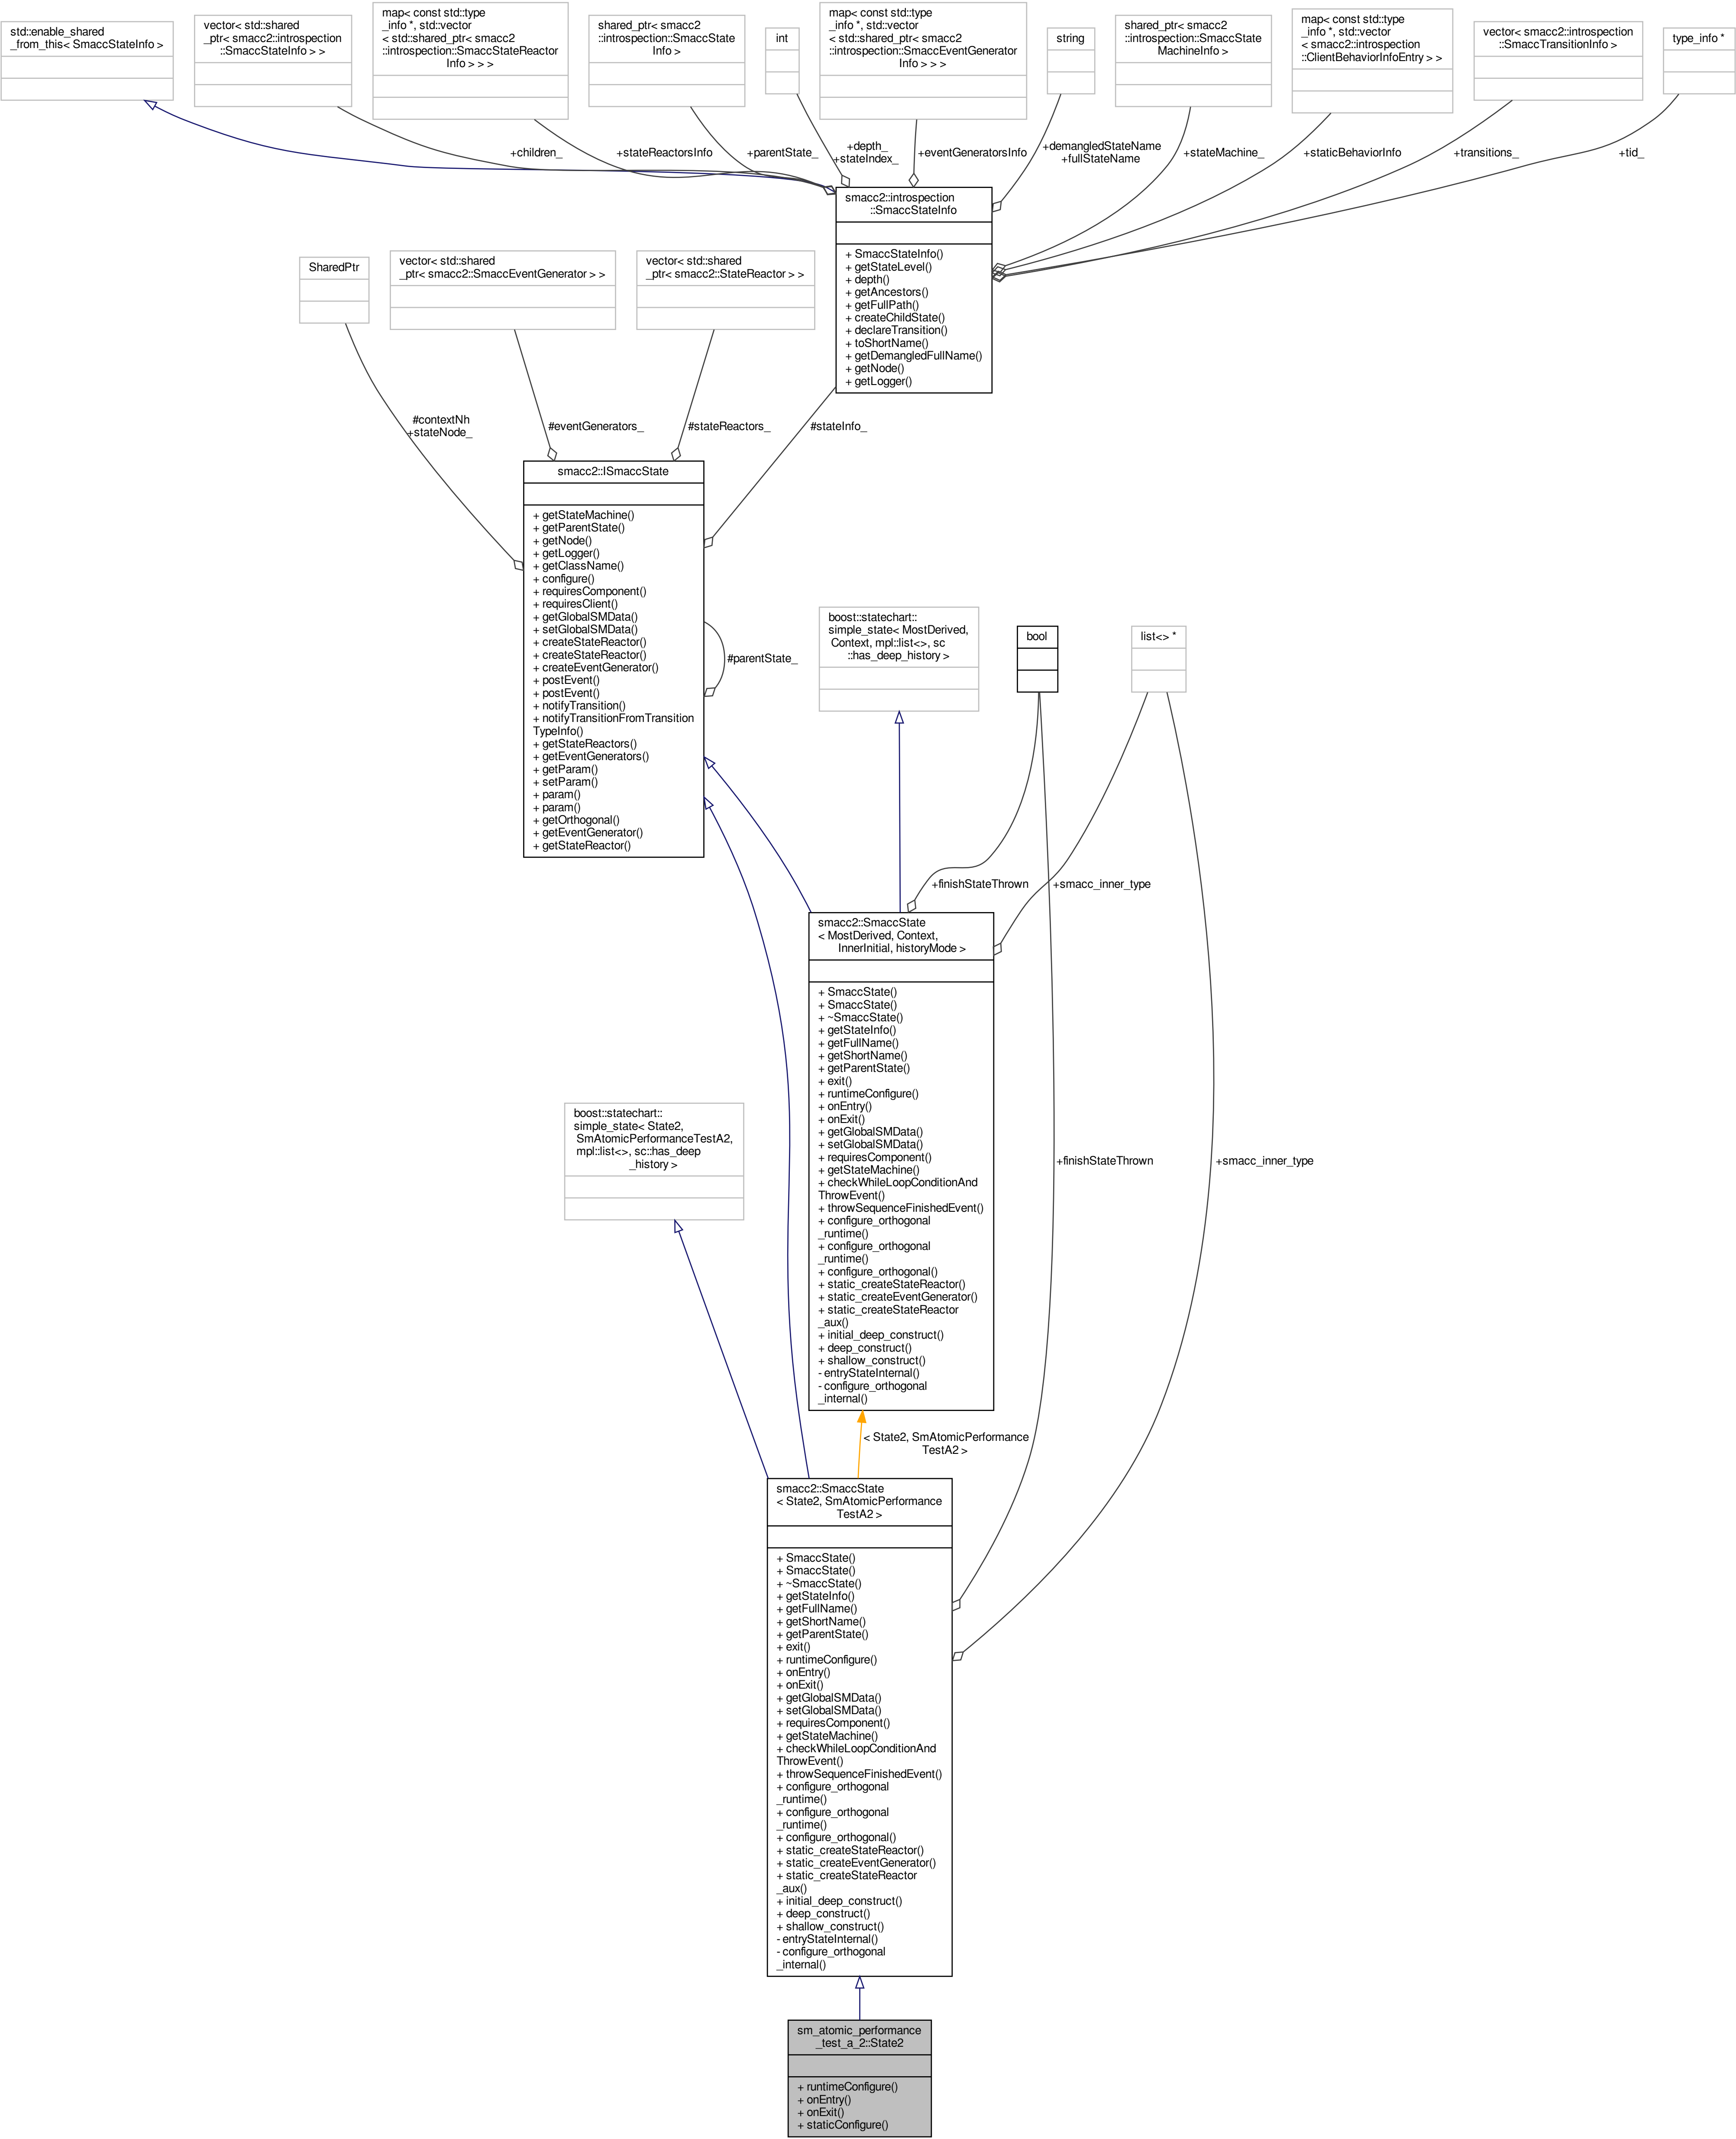 std::enable_shared
_from_this< SmaccStateInfo >
vector< std::shared
_ptr< smacc2::introspection
::SmaccStateInfo > >
map< const std::type
_info *, std::vector
< std::shared_ptr< smacc2
::introspection::SmaccStateReactor
Info > > >
shared_ptr< smacc2
::introspection::SmaccState
Info >
int
map< const std::type
_info *, std::vector
< std::shared_ptr< smacc2
::introspection::SmaccEventGenerator
Info > > >
string
shared_ptr< smacc2
::introspection::SmaccState
MachineInfo >
map< const std::type
_info *, std::vector
< smacc2::introspection
::ClientBehaviorInfoEntry > >
vector< smacc2::introspection
::SmaccTransitionInfo >
type_info *
+children_
+stateReactorsInfo
+parentState_
+depth_
+stateIndex_
+eventGeneratorsInfo
+demangledStateName
+fullStateName
+stateMachine_
+staticBehaviorInfo
+transitions_
+tid_
smacc2::introspection
::SmaccStateInfo
+ SmaccStateInfo()
+ getStateLevel()
+ depth()
+ getAncestors()
+ getFullPath()
+ createChildState()
+ declareTransition()
+ toShortName()
+ getDemangledFullName()
+ getNode()
+ getLogger()
SharedPtr
vector< std::shared
_ptr< smacc2::SmaccEventGenerator > >
vector< std::shared
_ptr< smacc2::StateReactor > >
#contextNh
+stateNode_
#eventGenerators_
#stateReactors_
#stateInfo_
smacc2::ISmaccState
+ getStateMachine()
+ getParentState()
+ getNode()
+ getLogger()
+ getClassName()
+ configure()
+ requiresComponent()
+ requiresClient()
+ getGlobalSMData()
+ setGlobalSMData()
+ createStateReactor()
+ createStateReactor()
+ createEventGenerator()
+ postEvent()
+ postEvent()
+ notifyTransition()
+ notifyTransitionFromTransition
TypeInfo()
+ getStateReactors()
+ getEventGenerators()
+ getParam()
+ setParam()
+ param()
+ param()
+ getOrthogonal()
+ getEventGenerator()
+ getStateReactor()
#parentState_
boost::statechart::
simple_state< MostDerived,
Context, mpl::list<>, sc
::has_deep_history >
bool
list<> *
+finishStateThrown
+smacc_inner_type
smacc2::SmaccState
< MostDerived, Context,
InnerInitial, historyMode >
+ SmaccState()
+ SmaccState()
+ ~SmaccState()
+ getStateInfo()
+ getFullName()
+ getShortName()
+ getParentState()
+ exit()
+ runtimeConfigure()
+ onEntry()
+ onExit()
+ getGlobalSMData()
+ setGlobalSMData()
+ requiresComponent()
+ getStateMachine()
+ checkWhileLoopConditionAnd
ThrowEvent()
+ throwSequenceFinishedEvent()
+ configure_orthogonal
_runtime()
+ configure_orthogonal
_runtime()
+ configure_orthogonal()
+ static_createStateReactor()
+ static_createEventGenerator()
+ static_createStateReactor
_aux()
+ initial_deep_construct()
+ deep_construct()
+ shallow_construct()
- entryStateInternal()
- configure_orthogonal
_internal()
boost::statechart::
simple_state< State2,
SmAtomicPerformanceTestA2,
mpl::list<>, sc::has_deep
_history >
+finishStateThrown
+smacc_inner_type
< State2, SmAtomicPerformance
TestA2 >
smacc2::SmaccState
< State2, SmAtomicPerformance
TestA2 >
+ SmaccState()
+ SmaccState()
+ ~SmaccState()
+ getStateInfo()
+ getFullName()
+ getShortName()
+ getParentState()
+ exit()
+ runtimeConfigure()
+ onEntry()
+ onExit()
+ getGlobalSMData()
+ setGlobalSMData()
+ requiresComponent()
+ getStateMachine()
+ checkWhileLoopConditionAnd
ThrowEvent()
+ throwSequenceFinishedEvent()
+ configure_orthogonal
_runtime()
+ configure_orthogonal
_runtime()
+ configure_orthogonal()
+ static_createStateReactor()
+ static_createEventGenerator()
+ static_createStateReactor
_aux()
+ initial_deep_construct()
+ deep_construct()
+ shallow_construct()
- entryStateInternal()
- configure_orthogonal
_internal()
sm_atomic_performance
_test_a_2::State2
+ runtimeConfigure()
+ onEntry()
+ onExit()
+ staticConfigure()